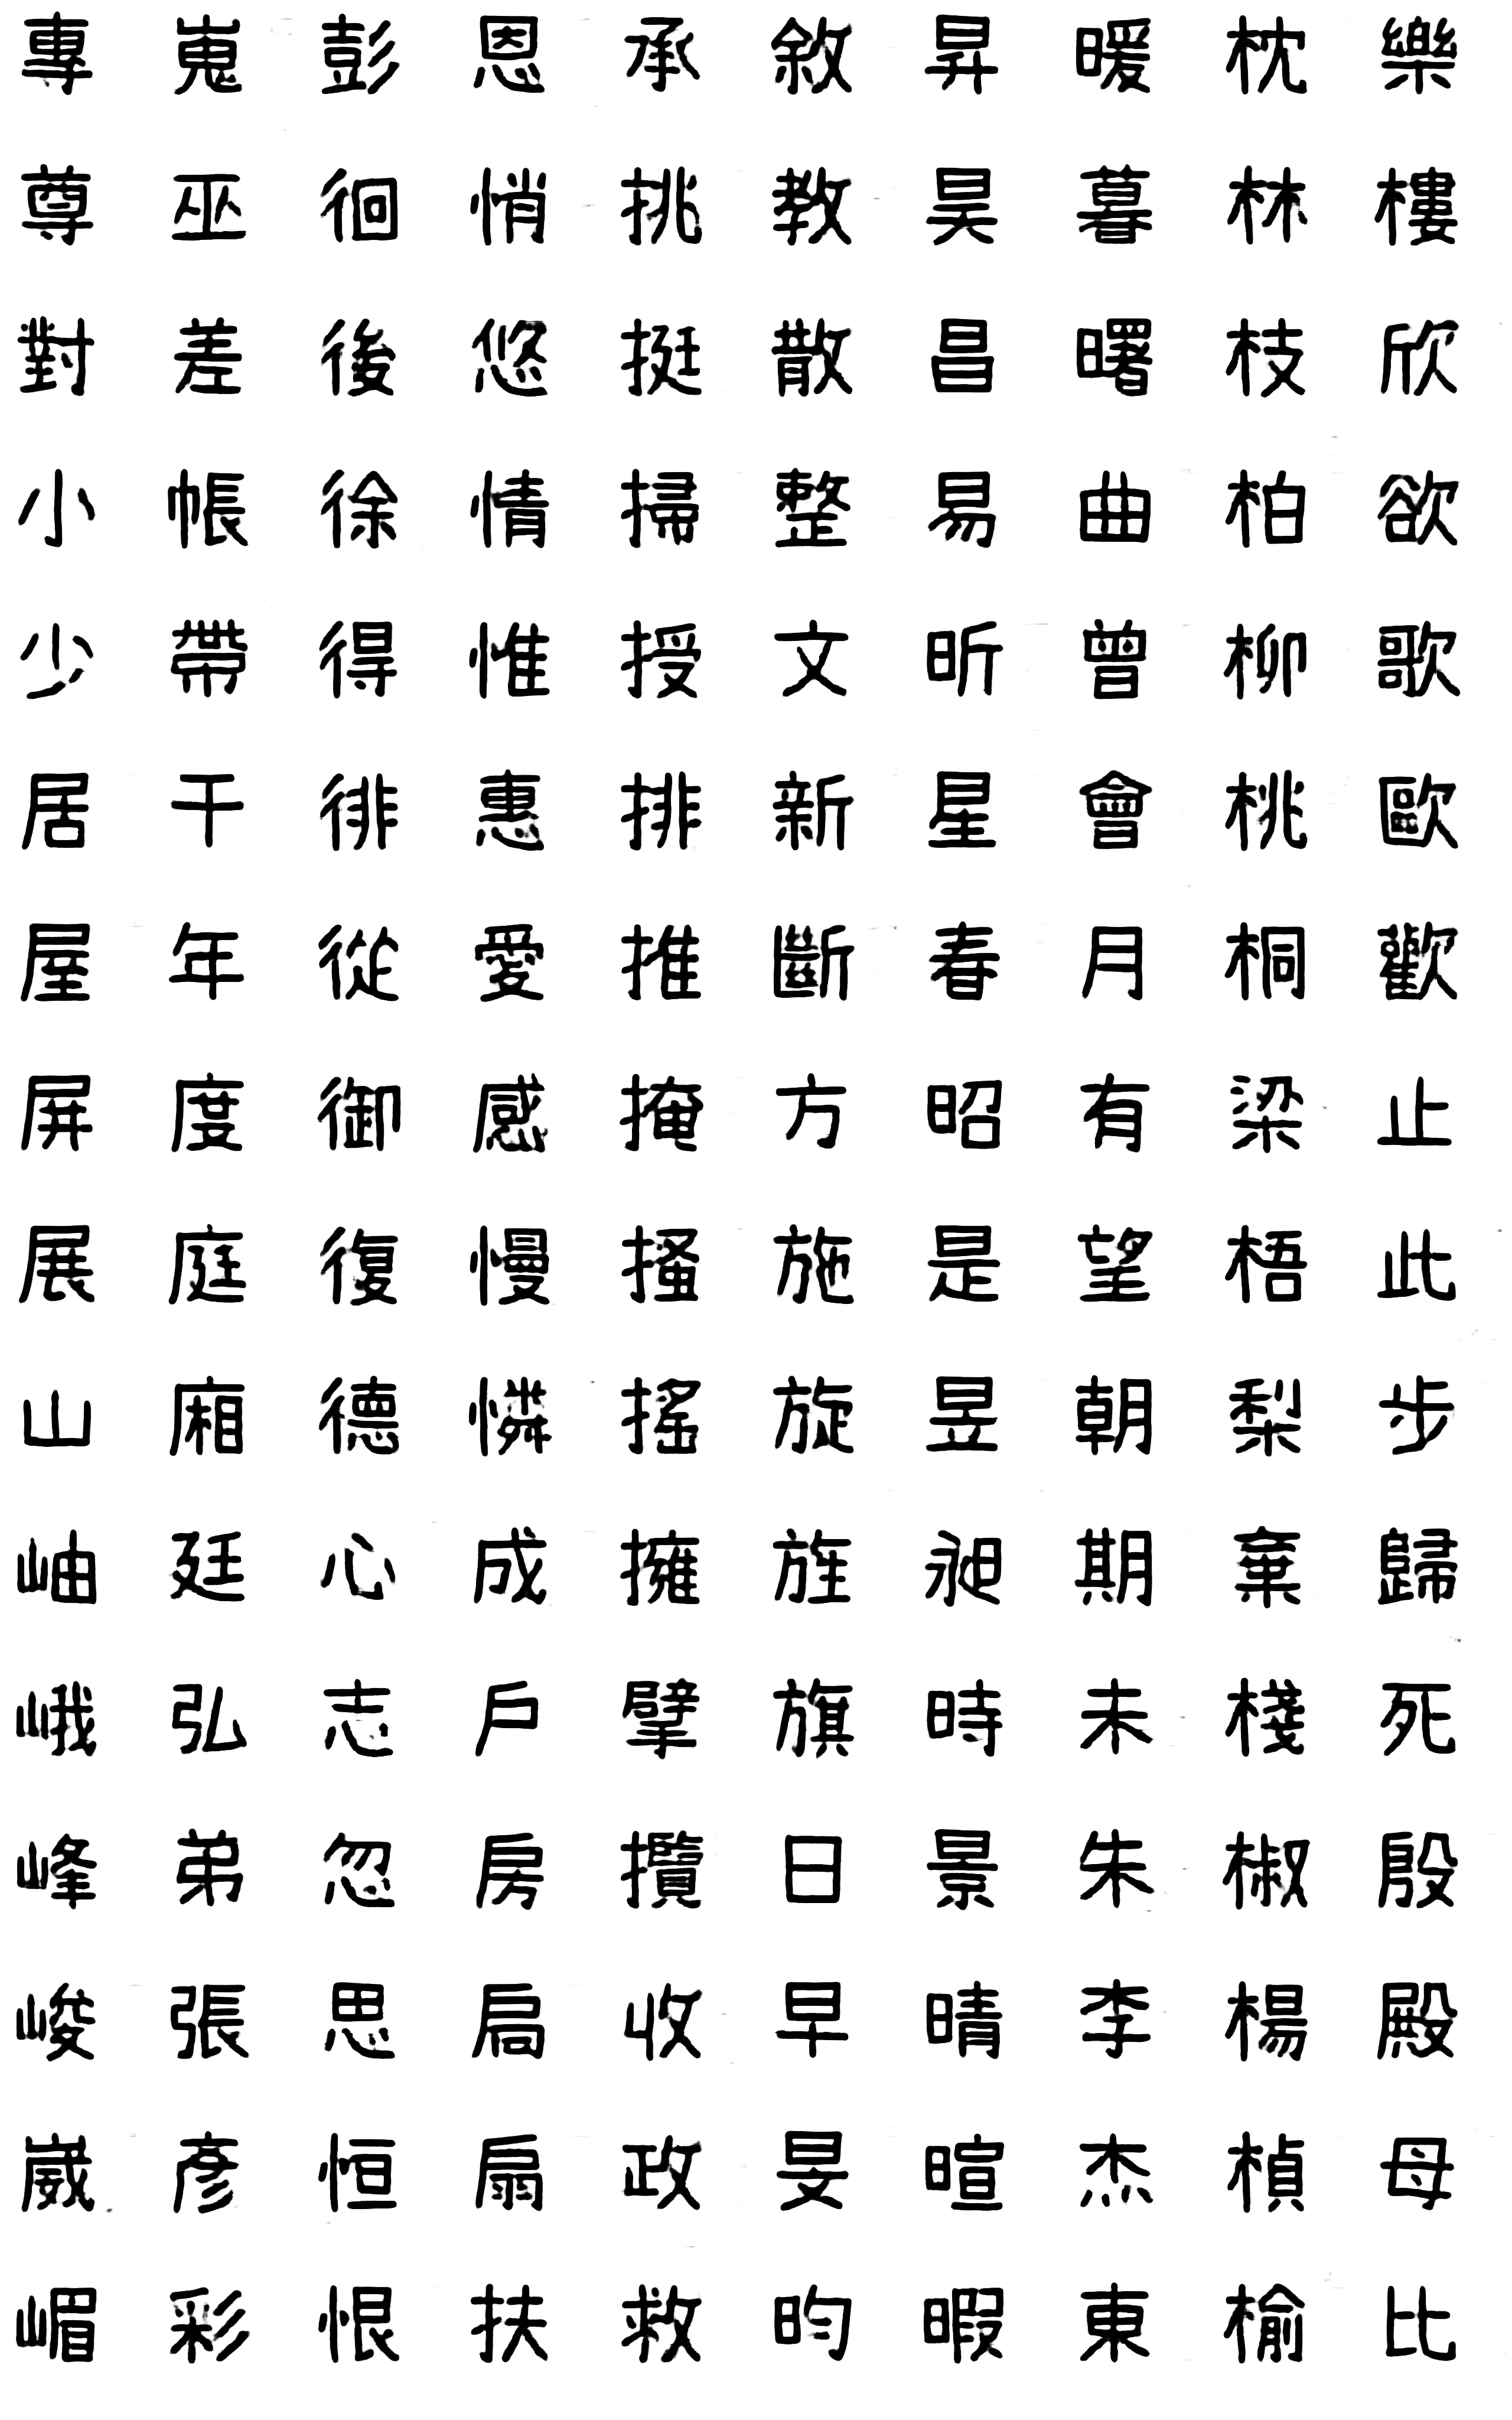 專 嵬 彭 恩 承 敘 昇 暖 枕 樂
尊 巫 徊 悄 挑 教 昊 暮 林 樓
對 差 後 悠 挺 散 昌 曙 枝 欣
小 帳 徐 情 掃 整 易 曲 柏 欲
少 帶 得 惟 授 文 昕 曾 柳 歌
居 干 徘 惠 排 新 星 會 桃 歐
屋 年 從 愛 推 斷 春 月 桐 歡
屏 度 御 感 掩 方 昭 有 梁 止
展 庭 復 慢 搔 施 是 望 梧 此
山 廂 德 憐 搖 旋 昱 朝 梨 步
岫 廷 心 成 擁 旌 昶 期 棄 歸
峨 弘 志 戶 擘 旗 時 未 棧 死
峰 弟 忽 房 攬 日 景 朱 椒 殷
峻 張 思 扃 收 早 晴 李 楊 殿
崴 彥 恒 扇 政 旻 暄 杰 楨 母
嵋 彩 恨 扶 救 昀 暇 東 榆 比